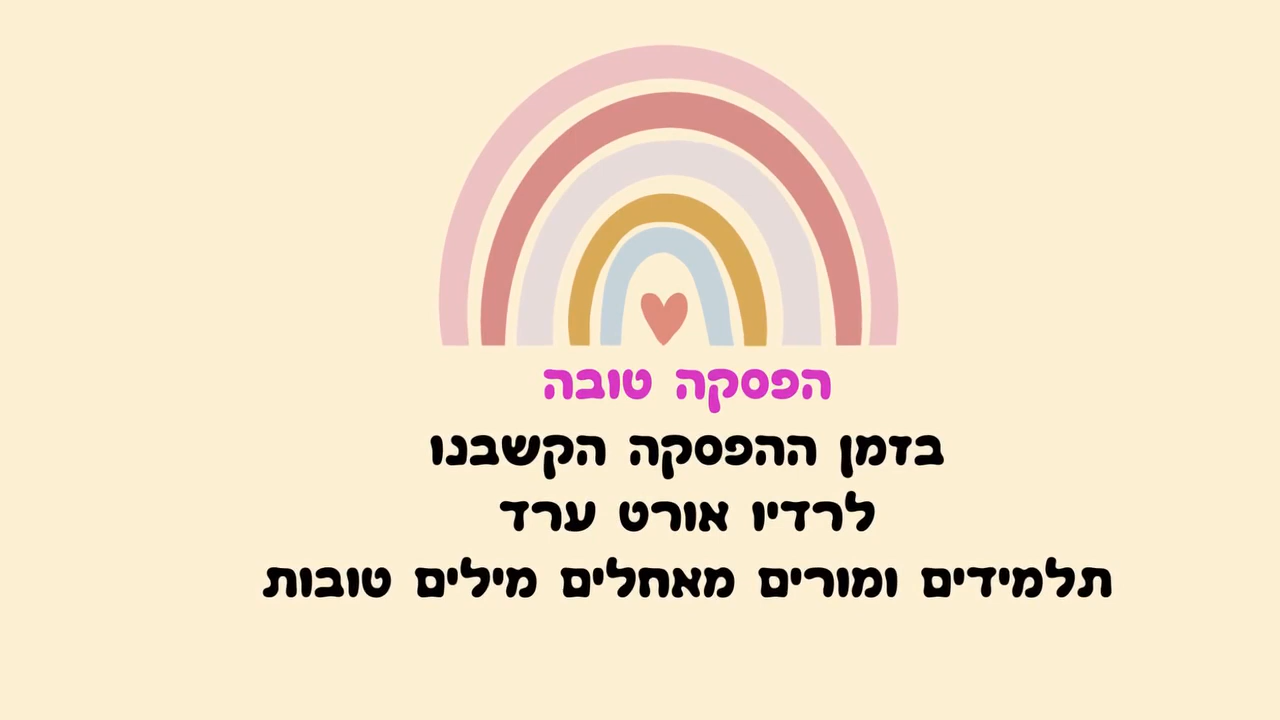 הפסקה טובה
בזמן ההפסקה הקשבנו
לרדיו אורט ערד
תלמידים ומורים מאחלים מילים טובות